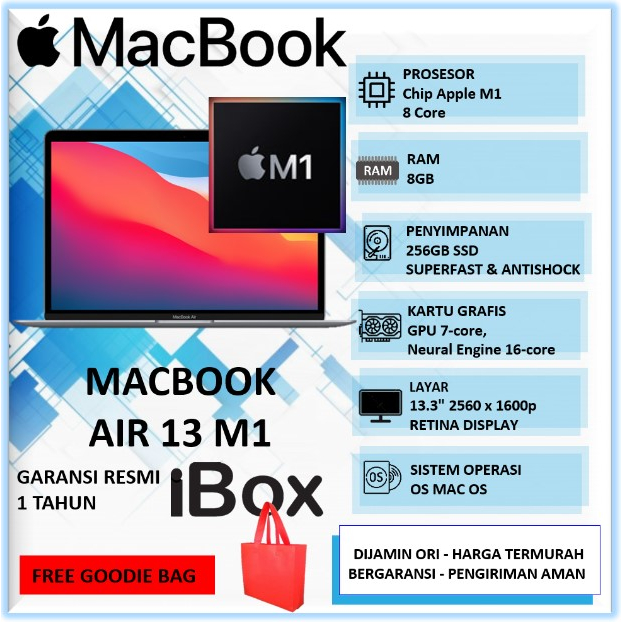 MacBook
M1
MacBook Air
MACBOOK
AIR 13 M1
GARANSI RESMI
1 TAHUN
iBox
FREE GOODIE BAG
PROSESOR
Chip Apple M1
8 Core
RAM
RAM
8GB
PENYIMPANAN
256GB SSD
SUPERFAST & ANTISHOCK
KARTU GRAFIS
GPU 7-core,
Neural Engine 16-core
LAYAR
13.3" 2560 x 1600p
RETINA DISPLAY
OS
SISTEM OPERASI
OS MAC OS
DIJAMIN ORI - HARGA TERMURAH
BERGARANSI - PENGIRIMAN AMAN